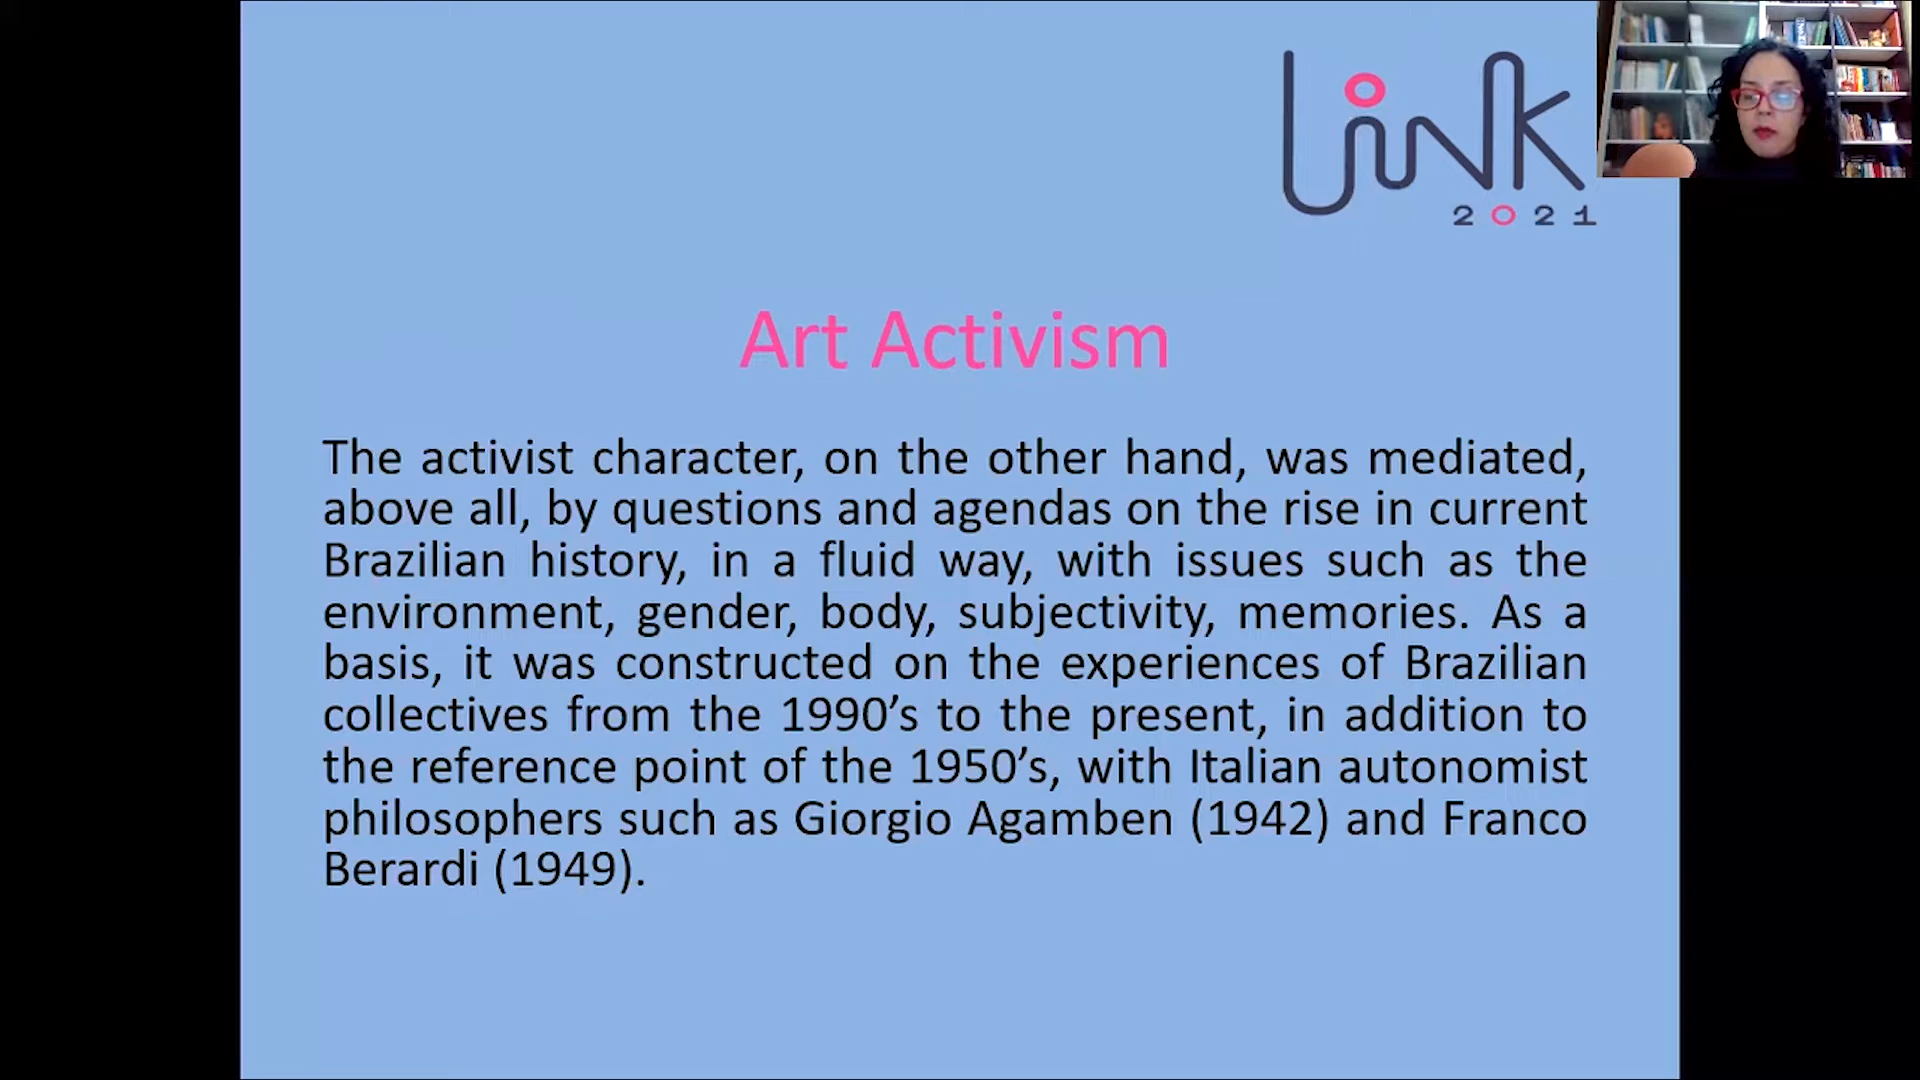 Link
2021
Art Activism
The activist character, on the other hand, was mediated,
above all, by questions and agendas on the rise in current
Brazilian history, in a fluid way, with issues such as the
environment, gender, body, subjectivity, memories. As a
basis, it was constructed on the experiences of Brazilian
collectives from the 1990’s to the present, in addition to
the reference point of the 1950’s, with Italian autonomist
philosophers such as Giorgio Agamben (1942) and Franco
Berardi (1949).